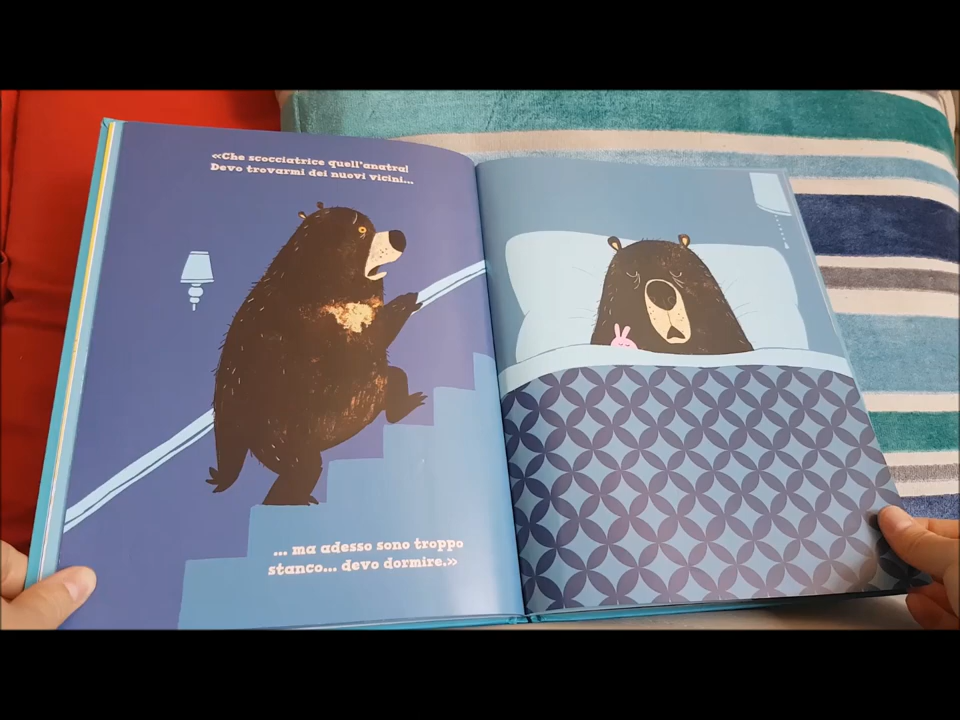 «Che scocciatrice quell'anatra!
Devo trovarmi dei nuovi vicini...
... ma adesso sono troppo
stanco... devo dormire.»